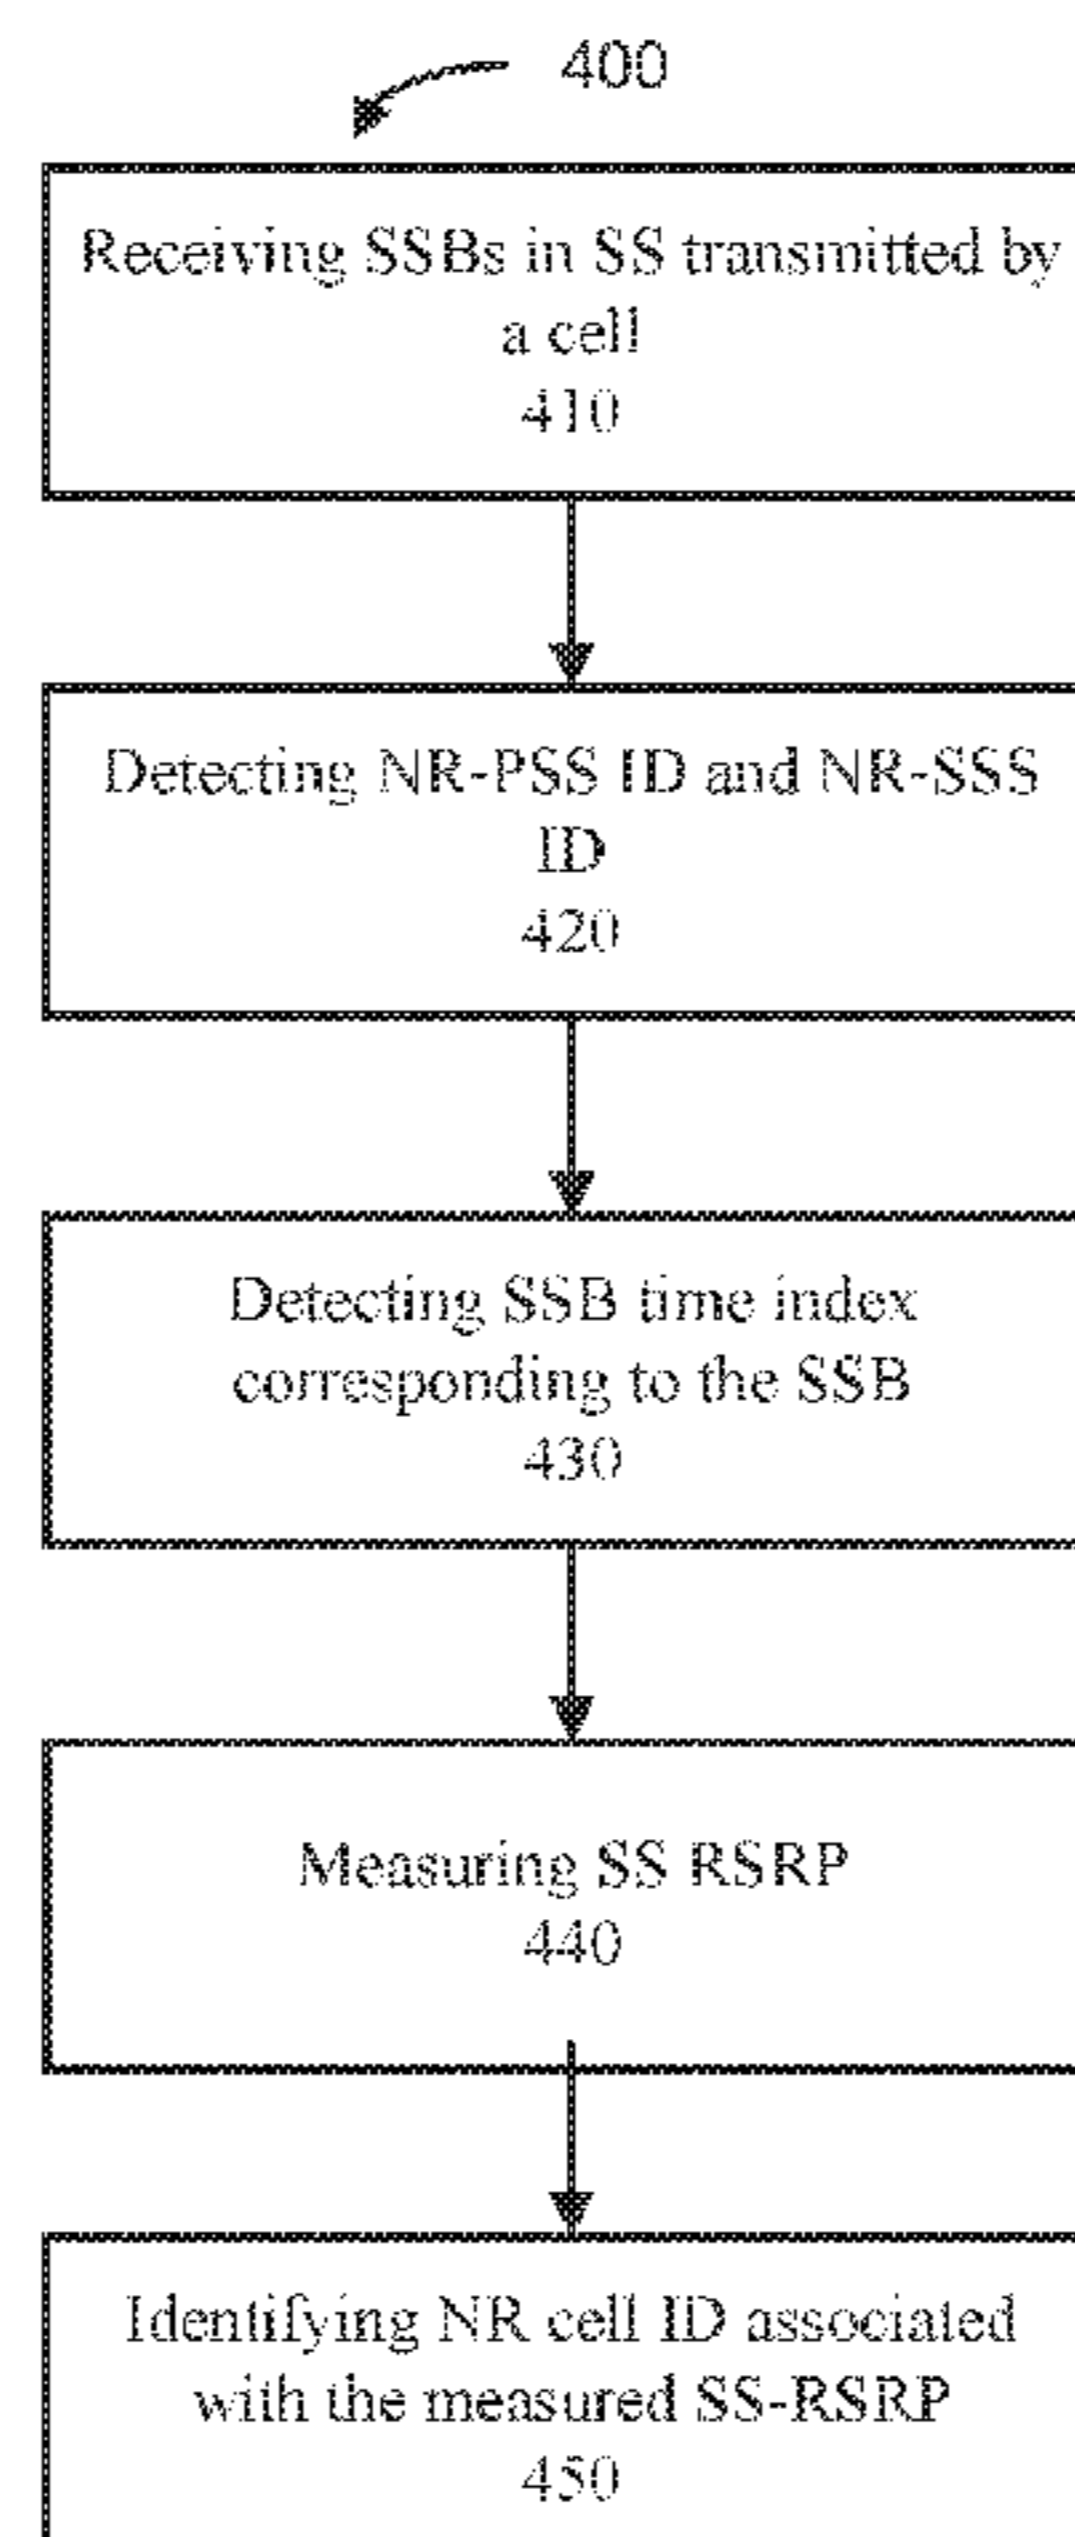 400
Receiving SSBs in SS transmitted by
a cell
410
Detecting NR-PSS ID and NR-SSS
ID
420
Detecting SSB time index
corresponding to the SSB
430
Measuring SS RSRP
440
Identifying NR cell ID associated
with the measured SS-RSRP
450